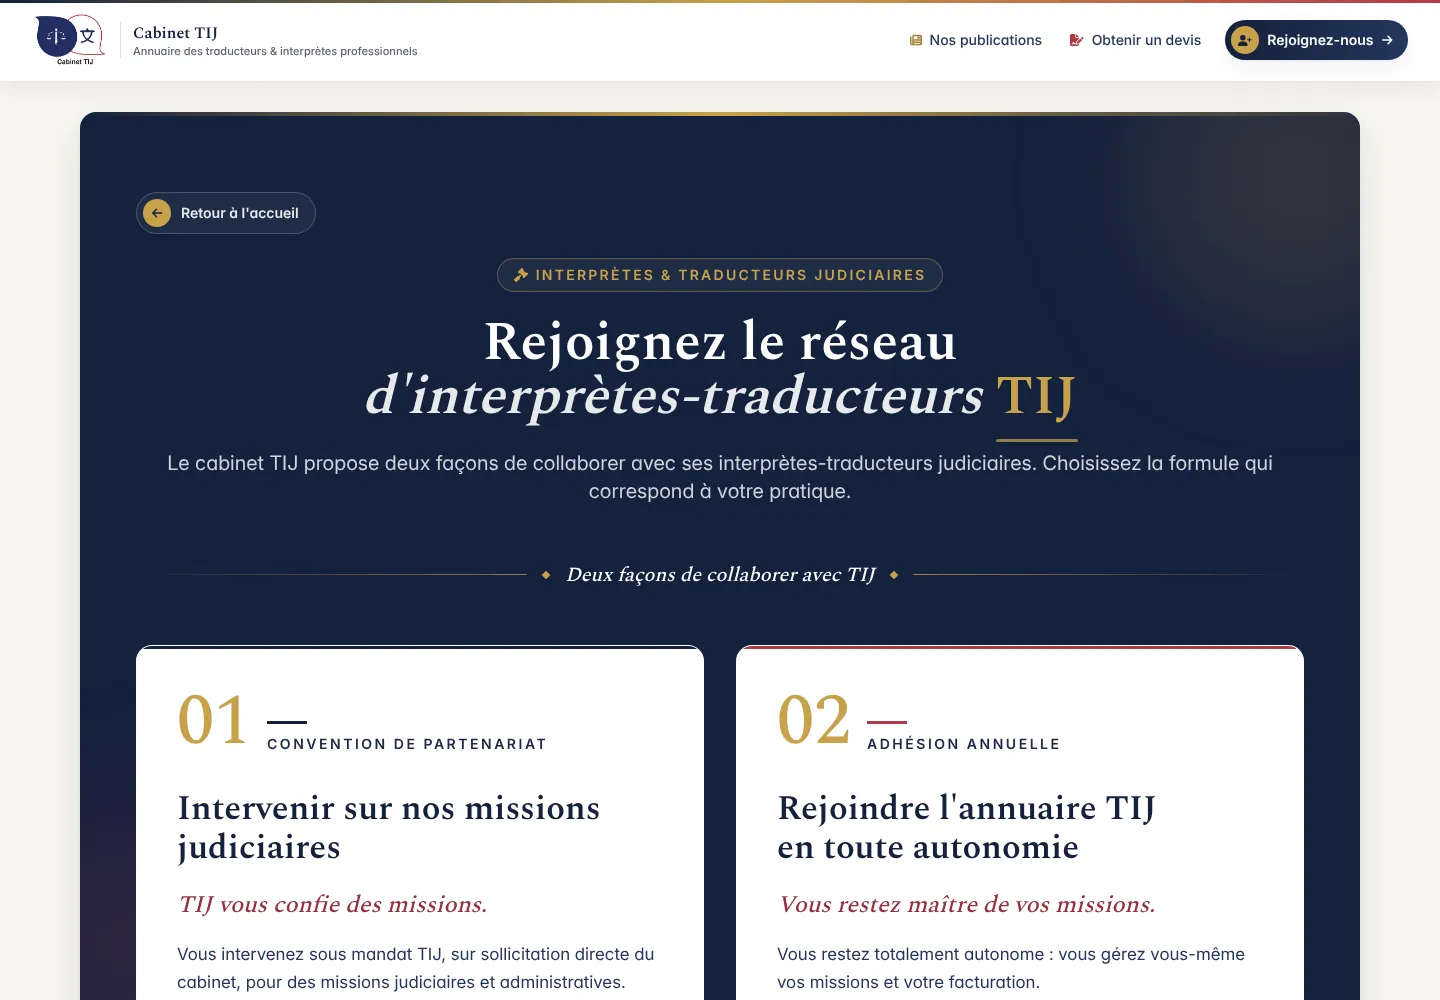 文
Cabinet TIJ
Cabinet TIJ
Annuaire des traducteurs & interprètes professionnels
Nos publications
Obtenir un devis
Rejoignez-nous →
← Retour à l'accueil
INTERPRÈTES & TRADUCTEURS JUDICIAIRES
Rejoignez le réseau
d'interprètes-traducteurs TIJ
Le cabinet TIJ propose deux façons de collaborer avec ses interprètes-traducteurs judiciaires. Choisissez la formule qui
correspond à votre pratique.
Deux façons de collaborer avec TIJ
01
CONVENTION DE PARTENARIAT
Intervenir sur nos missions
judiciaires
TIJ vous confie des missions.
Vous intervenez sous mandat TIJ, sur sollicitation directe du
cabinet, pour des missions judiciaires et administratives.
02
ADHÉSION ANNUELLE
Rejoindre l'annuaire TIJ
en toute autonomie
Vous restez maître de vos missions.
Vous restez totalement autonome : vous gérez vous-même
vos missions et votre facturation.